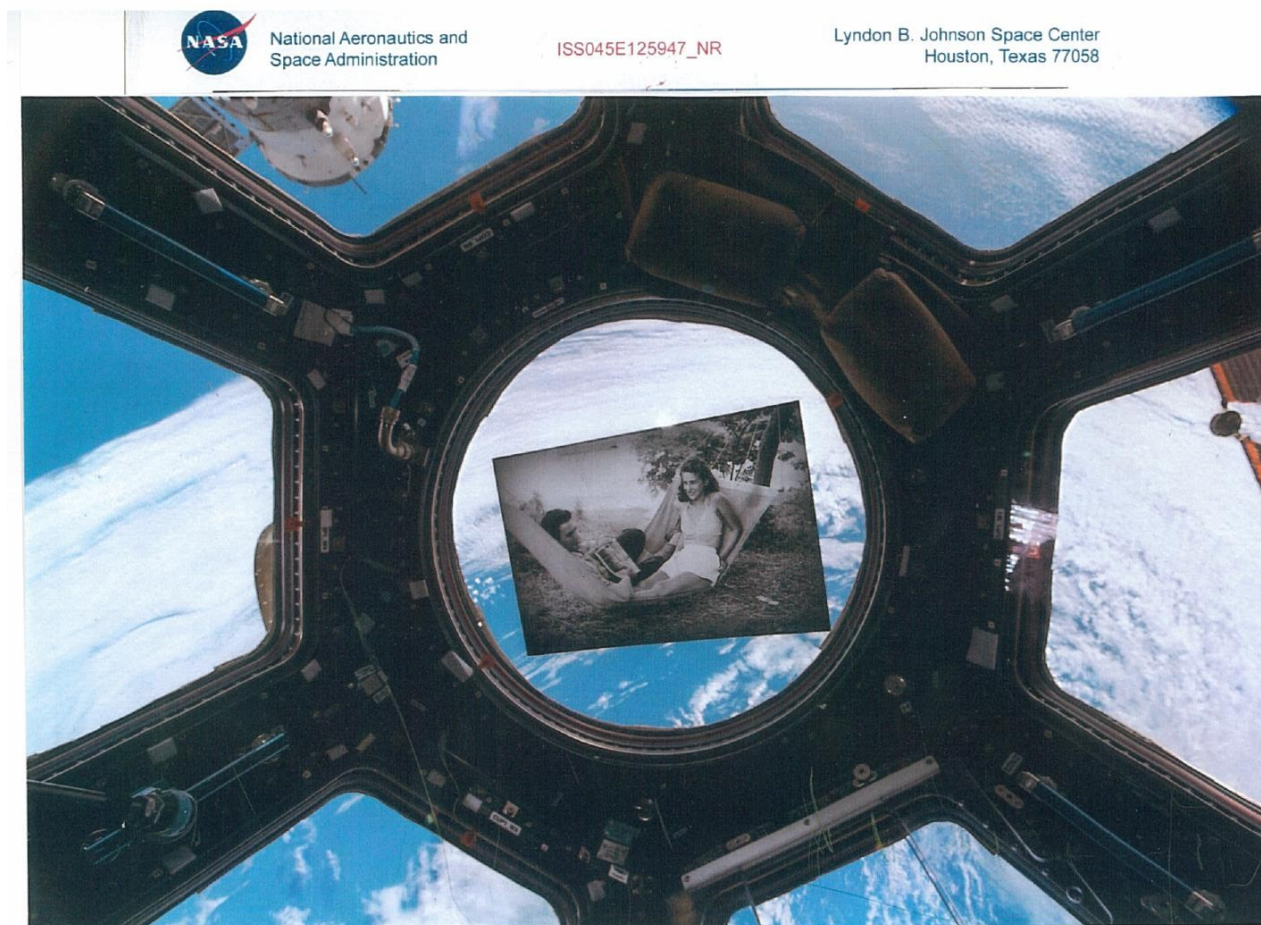 NASA
National Aeronautics and
Space Administration
ISS045E125947_NR
Lyndon B. Johnson Space Center
Houston, Texas 77058